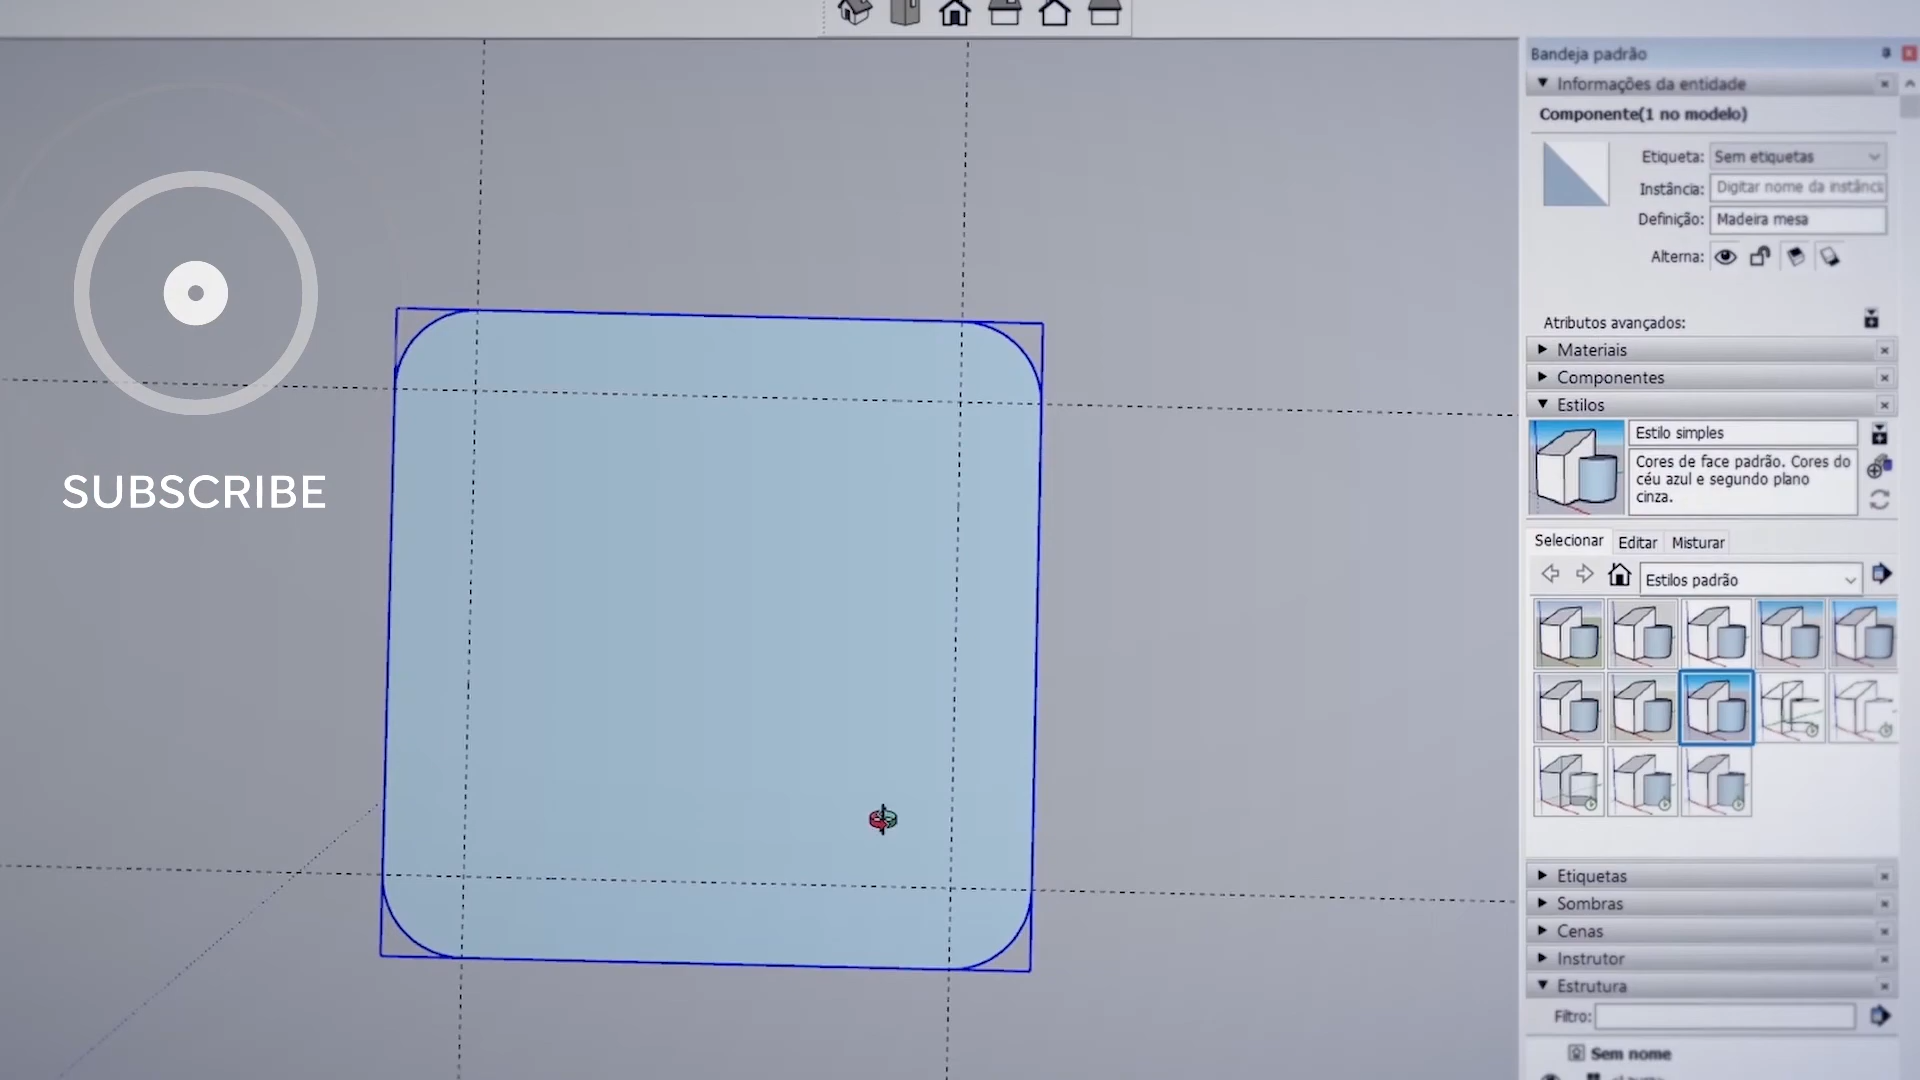 Bandeja padrão
Informações da entidade
Componente(1 no modelo)
Etiqueta: Sem etiquetas
Instância: Digitar nome da instânci
Definição: Madeira mesa
Alterna:
Atributos avançados:
Materiais
Componentes
Estilos
Estilo simples
Cores de face padrão. Cores do
céu azul e segundo plano
cinza.
SUBSCRIBE
Selecionar Editar Misturar
Estilos padrão
Etiquetas
Sombras
Cenas
Instrutor
Estrutura
Filtro:
Sem nome